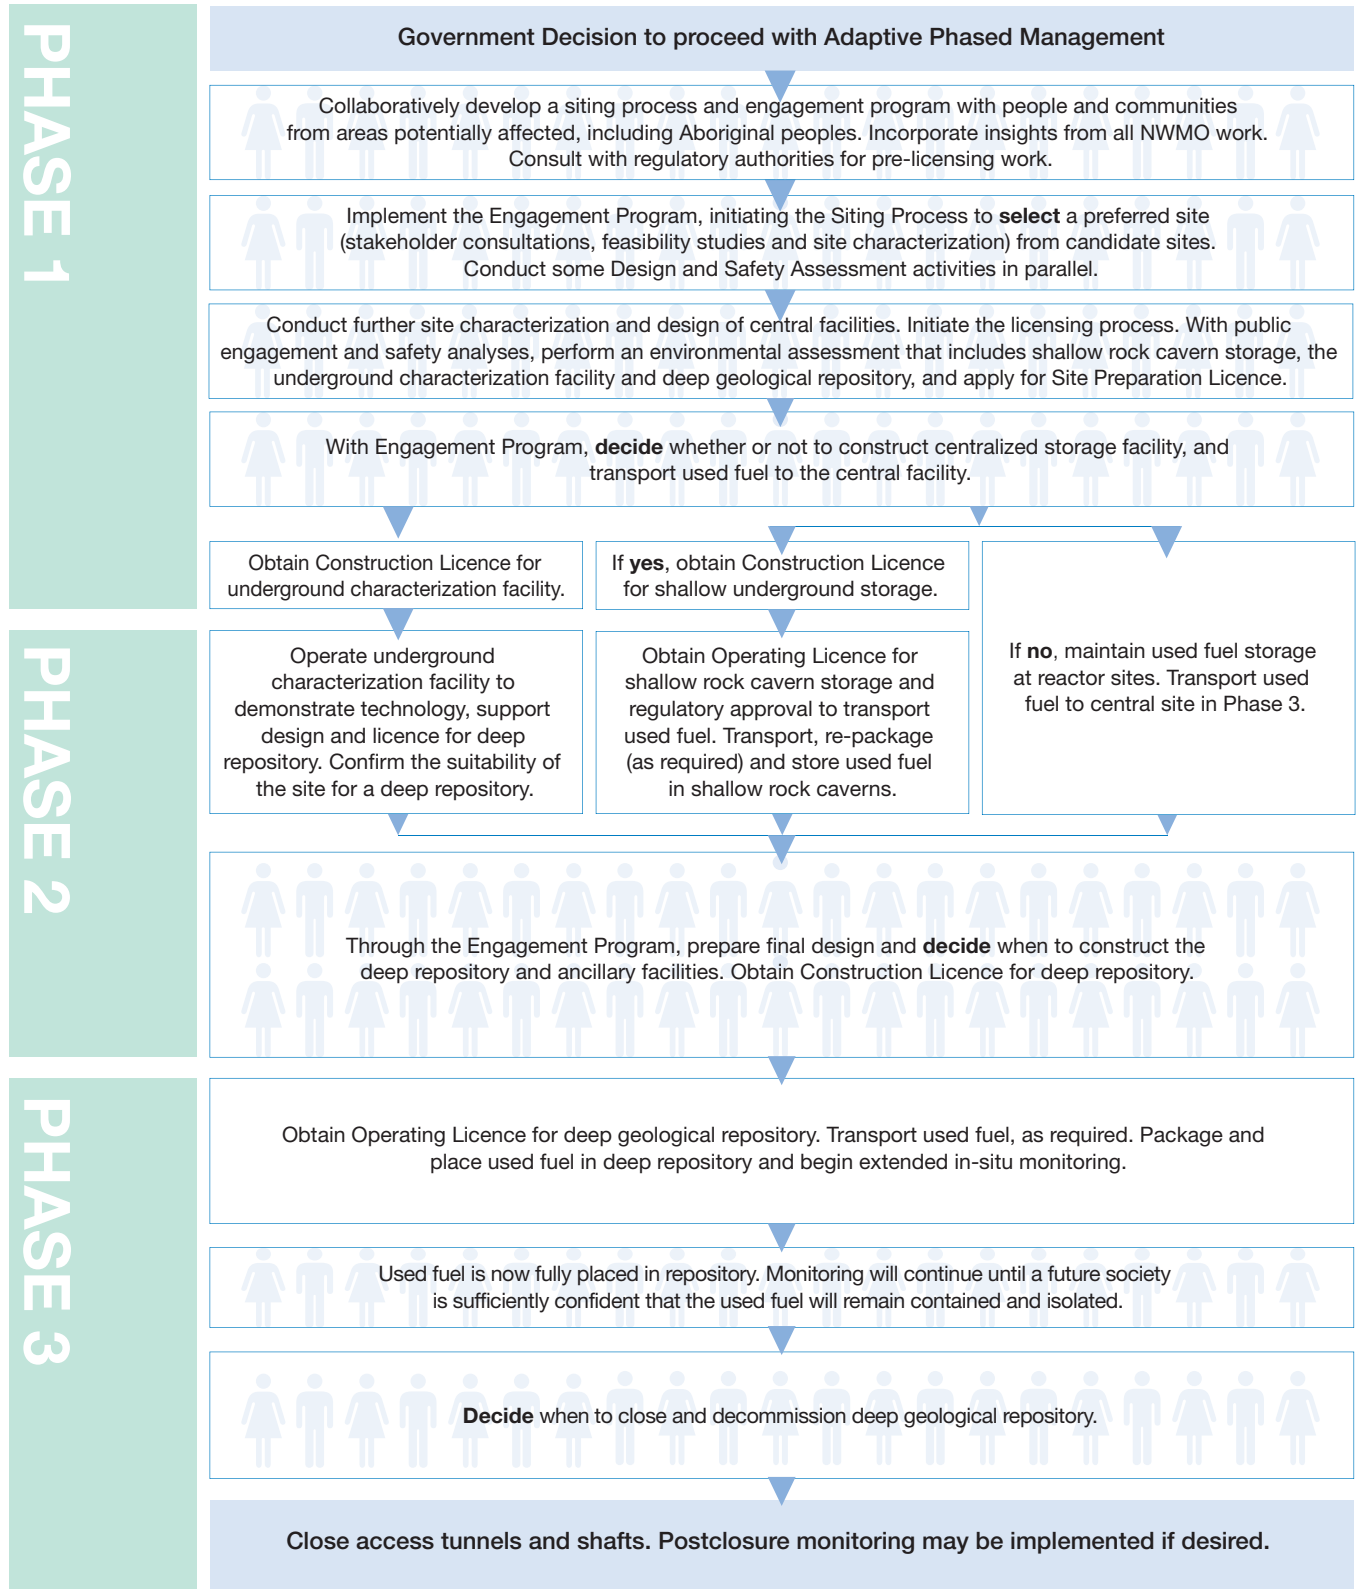 PHASE 1
Government Decision to proceed with Adaptive Phased Management
Collaboratively develop a siting process and engagement program with people and communities
from areas potentially affected, including Aboriginal peoples. Incorporate insights from all NWMO work.
Consult with regulatory authorities for pre-licensing work.
Implement the Engagement Program, initiating the Siting Process to select a preferred site
(stakeholder consultations, feasibility studies and site characterization) from candidate sites.
Conduct some Design and Safety Assessment activities in parallel.
Conduct further site characterization and design of central facilities. Initiate the licensing process. With public
engagement and safety analyses, perform an environmental assessment that includes shallow rock cavern storage, the
underground characterization facility and deep geological repository, and apply for Site Preparation Licence.
With Engagement Program, decide whether or not to construct centralized storage facility, and
transport used fuel to the central facility.
Obtain Construction Licence for
underground characterization facility.
If yes, obtain Construction Licence
for shallow underground storage.
PHASE 2
Operate underground
characterization facility to
demonstrate technology, support
design and licence for deep
repository. Confirm the suitability of
the site for a deep repository.
Obtain Operating Licence for
shallow rock cavern storage and
regulatory approval to transport
used fuel. Transport, re-package
(as required) and store used fuel
in shallow rock caverns.
If no, maintain used fuel storage
at reactor sites. Transport used
fuel to central site in Phase 3.
Through the Engagement Program, prepare final design and decide when to construct the
deep repository and ancillary facilities. Obtain Construction Licence for deep repository.
PHASE 3
Obtain Operating Licence for deep geological repository. Transport used fuel, as required. Package and
place used fuel in deep repository and begin extended in-situ monitoring.
Used fuel is now fully placed in repository. Monitoring will continue until a future society
is sufficiently confident that the used fuel will remain contained and isolated.
Decide when to close and decommission deep geological repository.
Close access tunnels and shafts. Postclosure monitoring may be implemented if desired.